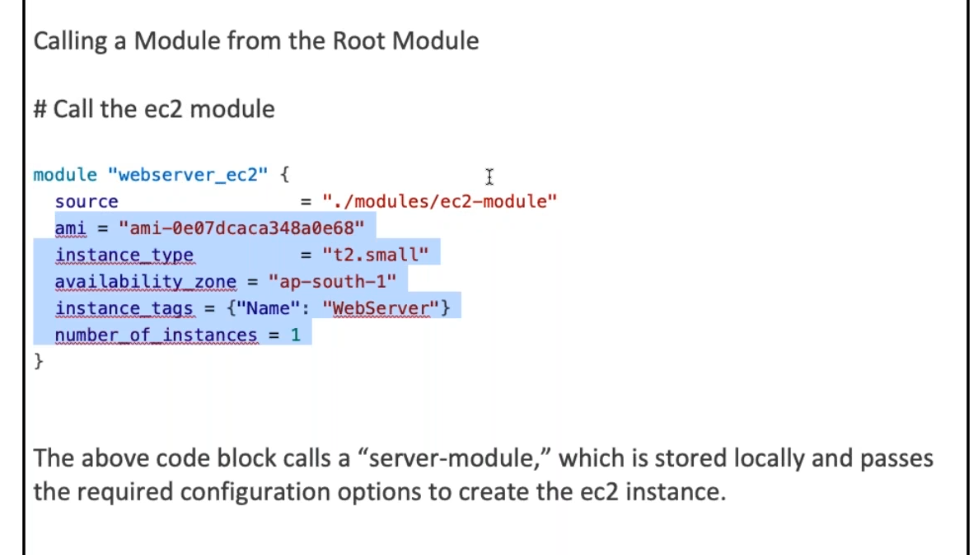 Calling a Module from the Root Module
# Call the ec2 module
module "webserver_ec2" {
source = "./modules/ec2-module"
ami = "ami-0e07dcaca348a0e68"
instance_type = "t2.small"
availability_zone = "ap-south-1"
instance_tags = {"Name": "WebServer"}
number_of_instances = 1
}
The above code block calls a “server-module,” which is stored locally and passes
the required configuration options to create the ec2 instance.